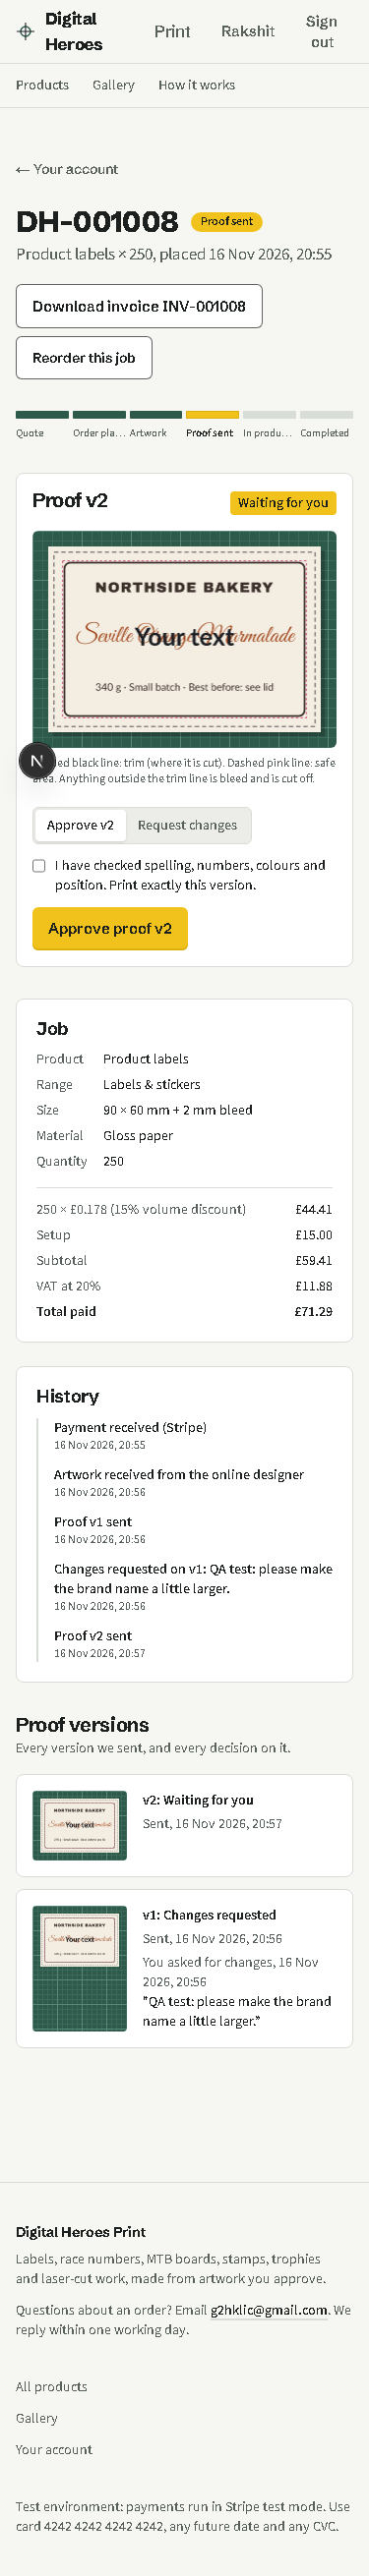 Digital
Heroes
Print
Rakshit
Sign
out
Products
Gallery
How it works
← Your account
DH-001008
Proof sent
Product labels × 250, placed 16 Nov 2026, 20:55
Download invoice INV-001008
Reorder this job
Quote
Order pla…
Artwork
Proof sent
In produ…
Completed
Proof v2
Waiting for you
NORTHSIDE BAKERY
Seville Orange Marmalade
Your text
340 g · Small batch · Best before: see lid
N
ed black line: trim (where it is cut). Dashed pink line: safe
area. Anything outside the trim line is bleed and is cut off.
Approve v2
Request changes
I have checked spelling, numbers, colours and
position. Print exactly this version.
Approve proof v2
Job
Product Product labels
Range Labels & stickers
Size 90 × 60 mm + 2 mm bleed
Material Gloss paper
Quantity 250
250 × £0.178 (15% volume discount) £44.41
Setup £15.00
Subtotal £59.41
VAT at 20% £11.88
Total paid £71.29
History
Payment received (Stripe)
16 Nov 2026, 20:55
Artwork received from the online designer
16 Nov 2026, 20:56
Proof v1 sent
16 Nov 2026, 20:56
Changes requested on v1: QA test: please make
the brand name a little larger.
16 Nov 2026, 20:56
Proof v2 sent
16 Nov 2026, 20:57
Proof versions
Every version we sent, and every decision on it.
NORTHSIDE BAKERY
Your text
v2: Waiting for you
Sent, 16 Nov 2026, 20:57
NORTHSIDE BAKERY
Your text
v1: Changes requested
Sent, 16 Nov 2026, 20:56
You asked for changes, 16 Nov
2026, 20:56
"QA test: please make the brand
name a little larger."
Digital Heroes Print
Labels, race numbers, MTB boards, stamps, trophies
and laser-cut work, made from artwork you approve.
Questions about an order? Email g2hklic@gmail.com. We
reply within one working day.
All products
Gallery
Your account
Test environment: payments run in Stripe test mode. Use
card 4242 4242 4242 4242, any future date and any CVC.